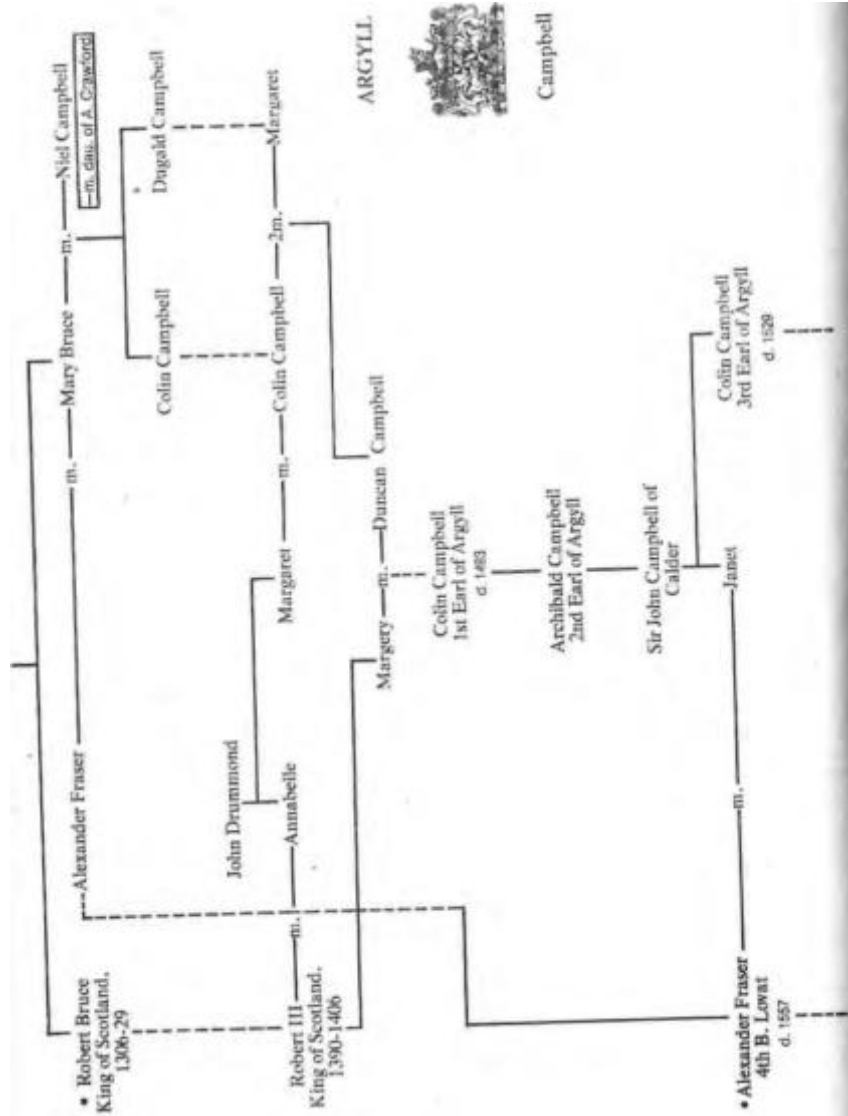 ARGYLL
Campbell
• Robert Bruce
King of Scotland.
1306-29
Alexander Fraser
m.
Mary Bruce
m.
Niel Campbell
m. dau. of A. Crawford
Colin Campbell
Dugald Campbell
John Drummond
Robert III
King of Scotland.
1390-1406
m.
Annabelle
Margaret
m.
Colin Campbell
2m.
Margaret
Margery
m.
Duncan Campbell
Colin Campbell
1st Earl of Argyll
d. 1493
Archibald Campbell
2nd Earl of Argyll
Sir John Campbell of
Calder
• Alexander Fraser
4th B. Lovat
d. 1557
m.
Janet
Colin Campbell
3rd Earl of Argyll
d. 1529